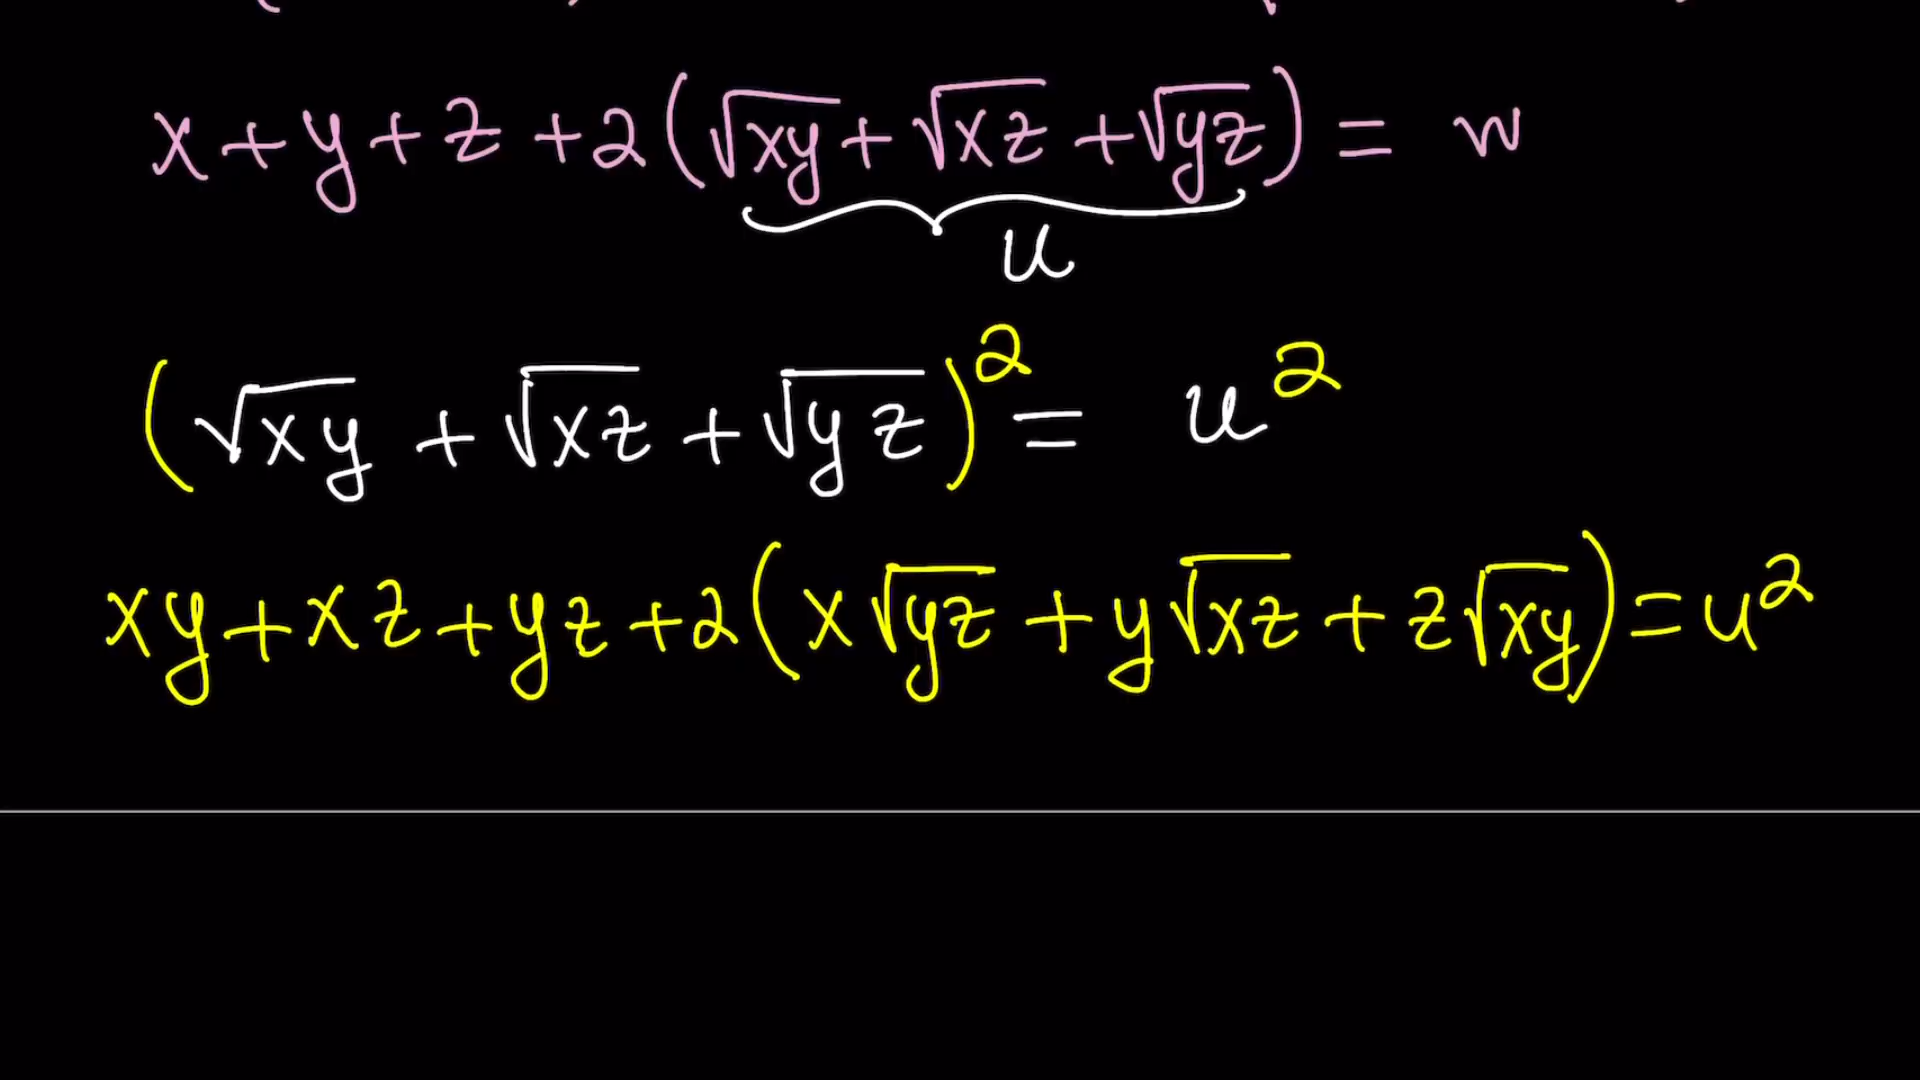 x + y + z + 2(√xy + √xz + √yz) = w
u
(√xy + √xz + √yz)² = u²
xy + xz + yz + 2(x√yz + y√xz + z√xy) = u²